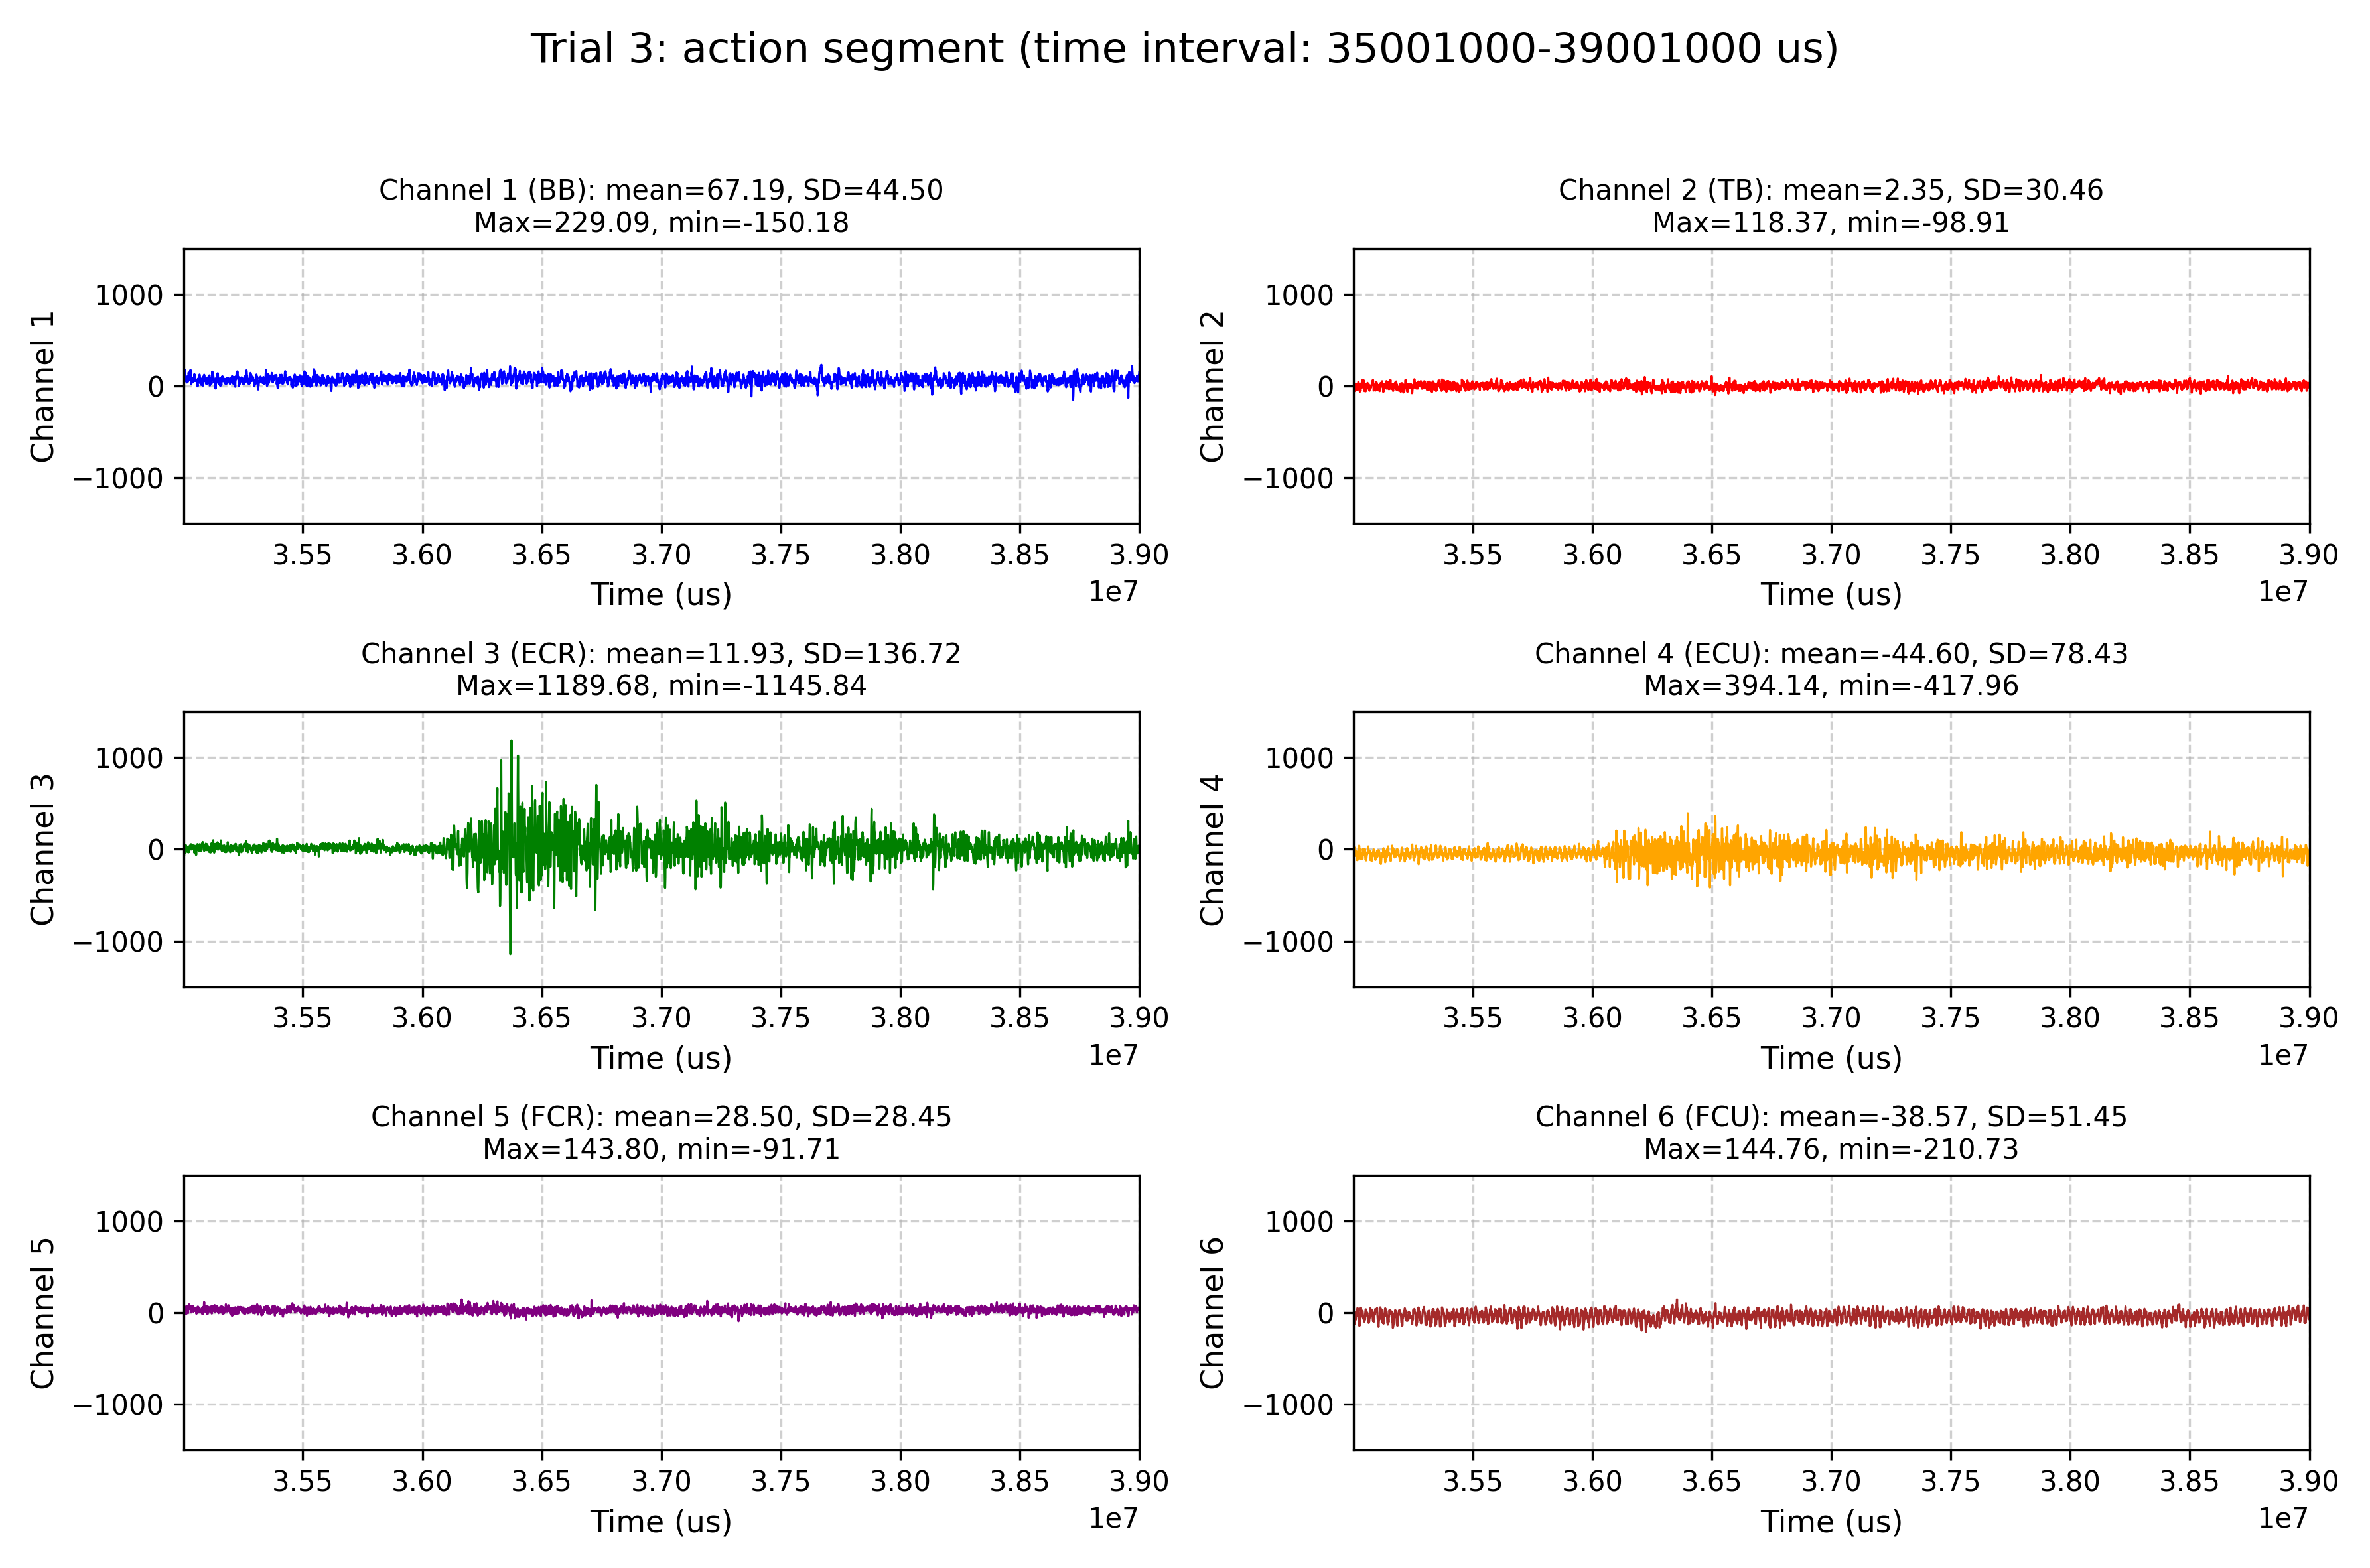 Trial 3: action segment (time interval: 35001000-39001000 us)
Channel 1 (BB): mean=67.19, SD=44.50
Max=229.09, min=-150.18
Channel 1
1000
0
−1000
3.55 3.60 3.65 3.70 3.75 3.80 3.85 3.90
Time (us)
1e7
Channel 2 (TB): mean=2.35, SD=30.46
Max=118.37, min=-98.91
Channel 2
1000
0
−1000
3.55 3.60 3.65 3.70 3.75 3.80 3.85 3.90
Time (us)
1e7
Channel 3 (ECR): mean=11.93, SD=136.72
Max=1189.68, min=-1145.84
Channel 3
1000
0
−1000
3.55 3.60 3.65 3.70 3.75 3.80 3.85 3.90
Time (us)
1e7
Channel 4 (ECU): mean=-44.60, SD=78.43
Max=394.14, min=-417.96
Channel 4
1000
0
−1000
3.55 3.60 3.65 3.70 3.75 3.80 3.85 3.90
Time (us)
1e7
Channel 5 (FCR): mean=28.50, SD=28.45
Max=143.80, min=-91.71
Channel 5
1000
0
−1000
3.55 3.60 3.65 3.70 3.75 3.80 3.85 3.90
Time (us)
1e7
Channel 6 (FCU): mean=-38.57, SD=51.45
Max=144.76, min=-210.73
Channel 6
1000
0
−1000
3.55 3.60 3.65 3.70 3.75 3.80 3.85 3.90
Time (us)
1e7